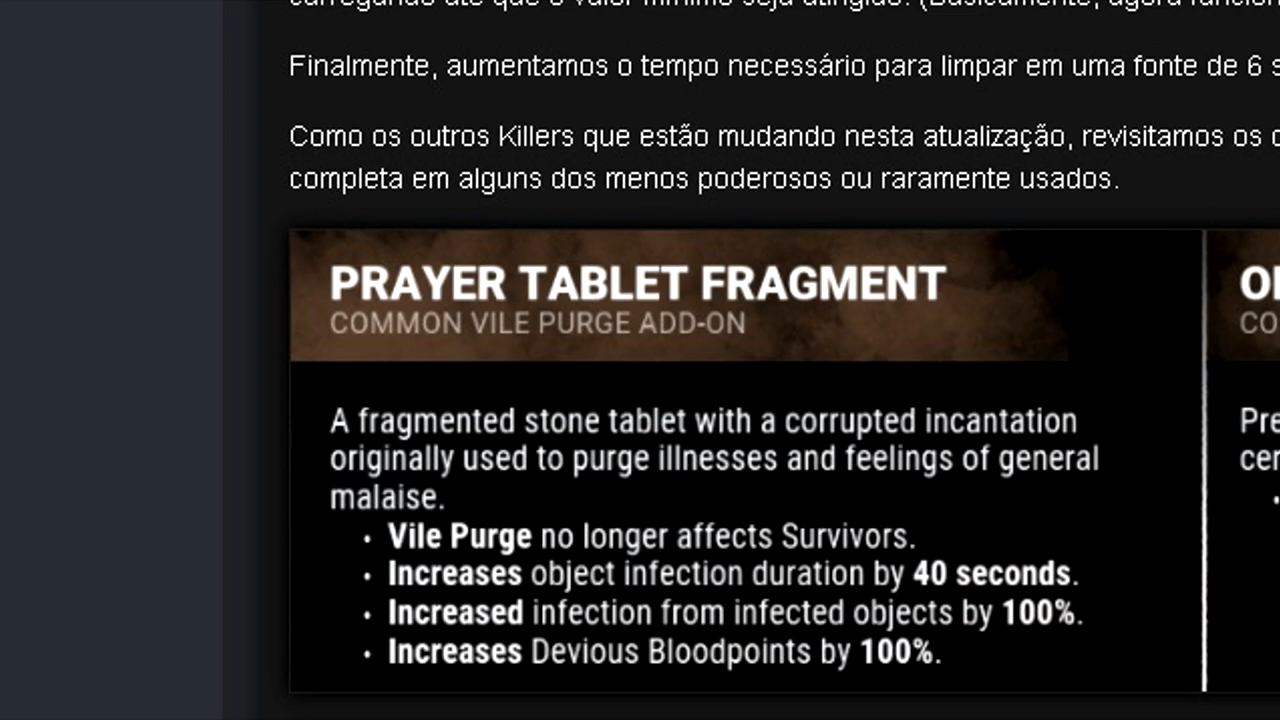 Finalmente, aumentamos o tempo necessário para limpar em uma fonte de 6
Como os outros Killers que estão mudando nesta atualização, revisitamos os
completa em alguns dos menos poderosos ou raramente usados.
PRAYER TABLET FRAGMENT
COMMON VILE PURGE ADD-ON
A fragmented stone tablet with a corrupted incantation
originally used to purge illnesses and feelings of general
malaise.
• Vile Purge no longer affects Survivors.
• Increases object infection duration by 40 seconds.
• Increased infection from infected objects by 100%.
• Increases Devious Bloodpoints by 100%.